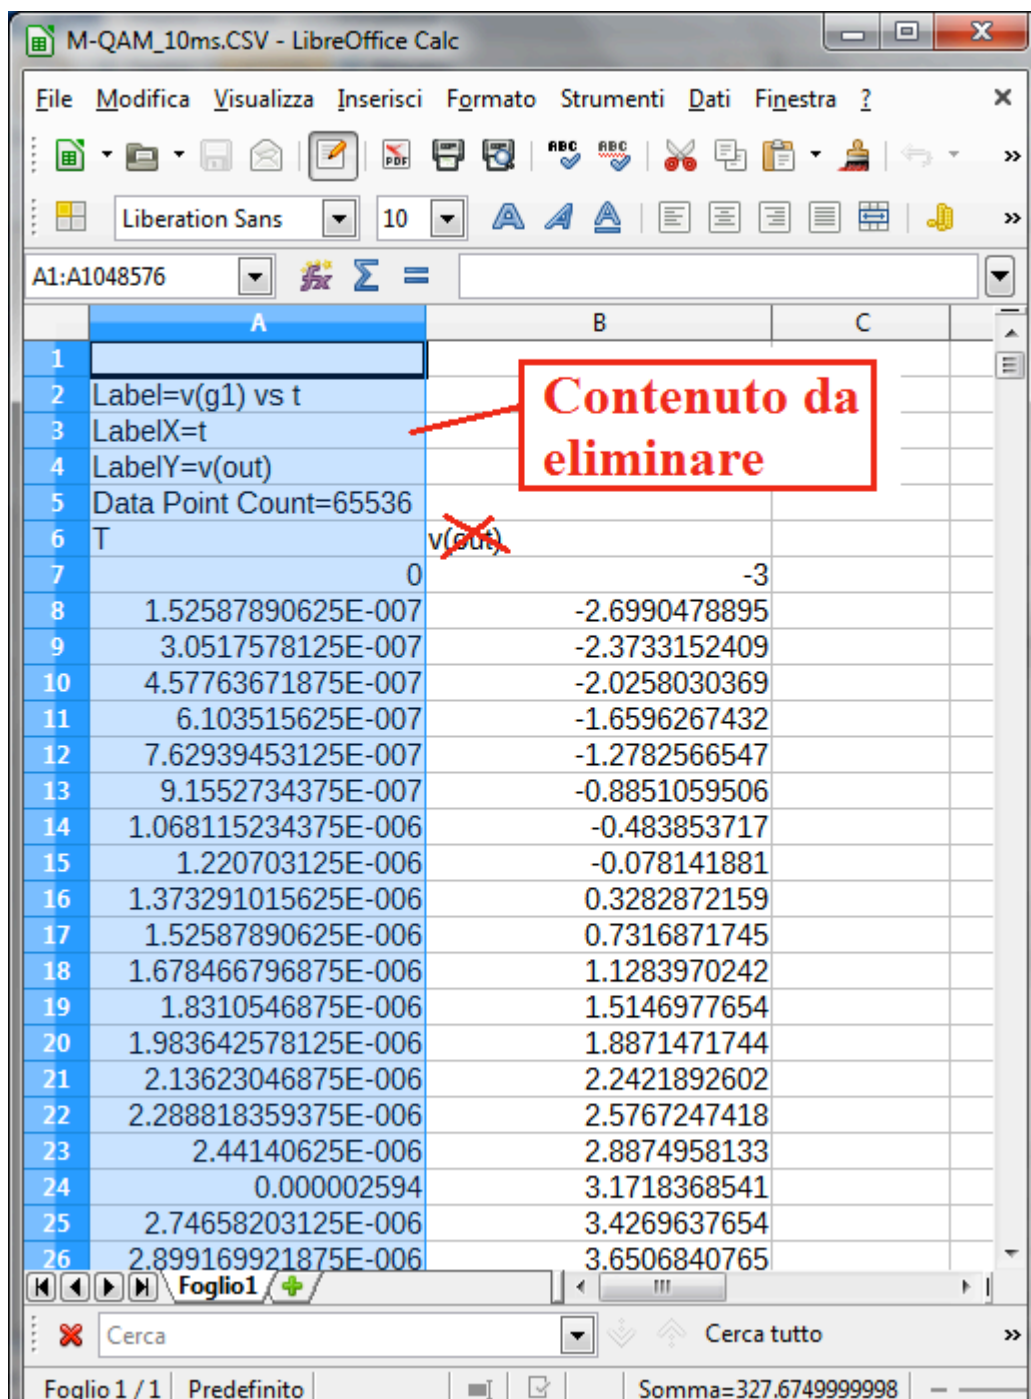 M-QAM_10ms.CSV - LibreOffice Calc
File Modifica Visualizza Inserisci Formato Strumenti Dati Finestra ?
PDF ABC ABC
Liberation Sans 10
A1:A1048576
A B C
1
2 Label=v(g1) vs t
3 LabelX=t
4 LabelY=v(out)
5 Data Point Count=65536
Contenuto da
eliminare
6 T v(out)
7 0 -3
8 1.52587890625E-007 -2.6990478895
9 3.0517578125E-007 -2.3733152409
10 4.57763671875E-007 -2.0258030369
11 6.103515625E-007 -1.6596267432
12 7.62939453125E-007 -1.2782566547
13 9.1552734375E-007 -0.8851059506
14 1.068115234375E-006 -0.483853717
15 1.220703125E-006 -0.078141881
16 1.373291015625E-006 0.3282872159
17 1.52587890625E-006 0.7316871745
18 1.678466796875E-006 1.1283970242
19 1.8310546875E-006 1.5146977654
20 1.983642578125E-006 1.8871471744
21 2.13623046875E-006 2.2421892602
22 2.288818359375E-006 2.5767247418
23 2.44140625E-006 2.8874958133
24 0.000002594 3.1718368541
25 2.74658203125E-006 3.4269637654
26 2.899169921875E-006 3.6506840765
Foglio1
Cerca Cerca tutto
Foglio 1 / 1 Predefinito Somma=327.6749999998